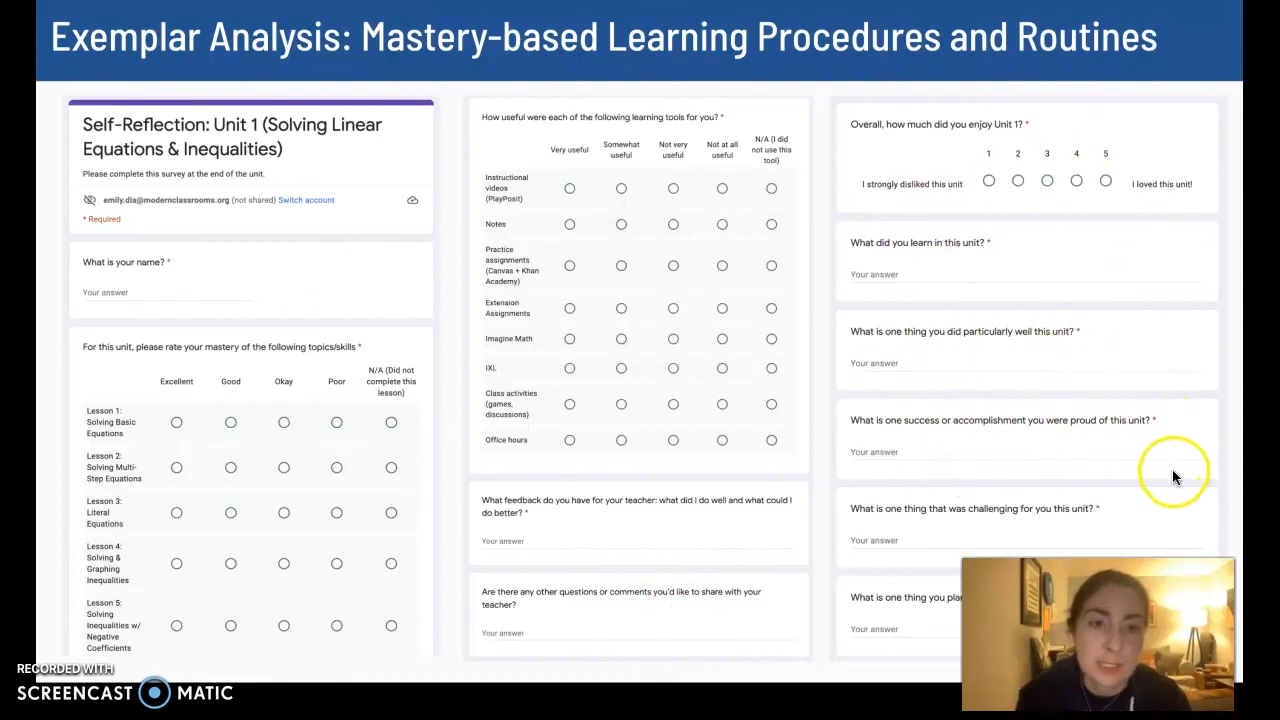 Exemplar Analysis: Mastery-based Learning Procedures and Routines
Self-Reflection: Unit 1 (Solving Linear
Equations & Inequalities)
Please complete this survey at the end of the unit.
emily.dia@modernclassrooms.org (not shared) Switch account
* Required
What is your name? *
Your answer
For this unit, please rate your mastery of the following topics/skills *
Excellent Good Okay Poor N/A (Did not
complete this
lesson)
Lesson 1:
Solving Basic
Equations
Lesson 2:
Solving Multi-
Step Equations
Lesson 3:
Literal
Equations
Lesson 4:
Solving &
Graphing
Inequalities
Lesson 5:
Solving
Inequalities w/
Negative
Coefficients
How useful were each of the following learning tools for you? *
Very useful
Somewhat
useful
Not very
useful
Not at all
useful
N/A (I did
not use this
tool)
Instructional
videos
(PlayPosit)
Notes
Practice
assignments
(Canvas + Khan
Academy)
Extension
Assignments
Imagine Math
IXL
Class activities
(games,
discussions)
Office hours
What feedback do you have for your teacher: what did i do well and what could I
do better? *
Your answer
Are there any other questions or comments you'd like to share with your
teacher?
Your answer
Overall, how much did you enjoy Unit 1? *
1 2 3 4 5
I strongly disliked this unit I loved this unit!
What did you learn in this unit? *
Your answer
What is one thing you did particularly well this unit? *
Your answer
What is one success or accomplishment you were proud of this unit? *
Your answer
What is one thing that was challenging for you this unit? *
Your answer
What is one thing you
Your answer
RECORDED WITH
SCREENCAST MATIC